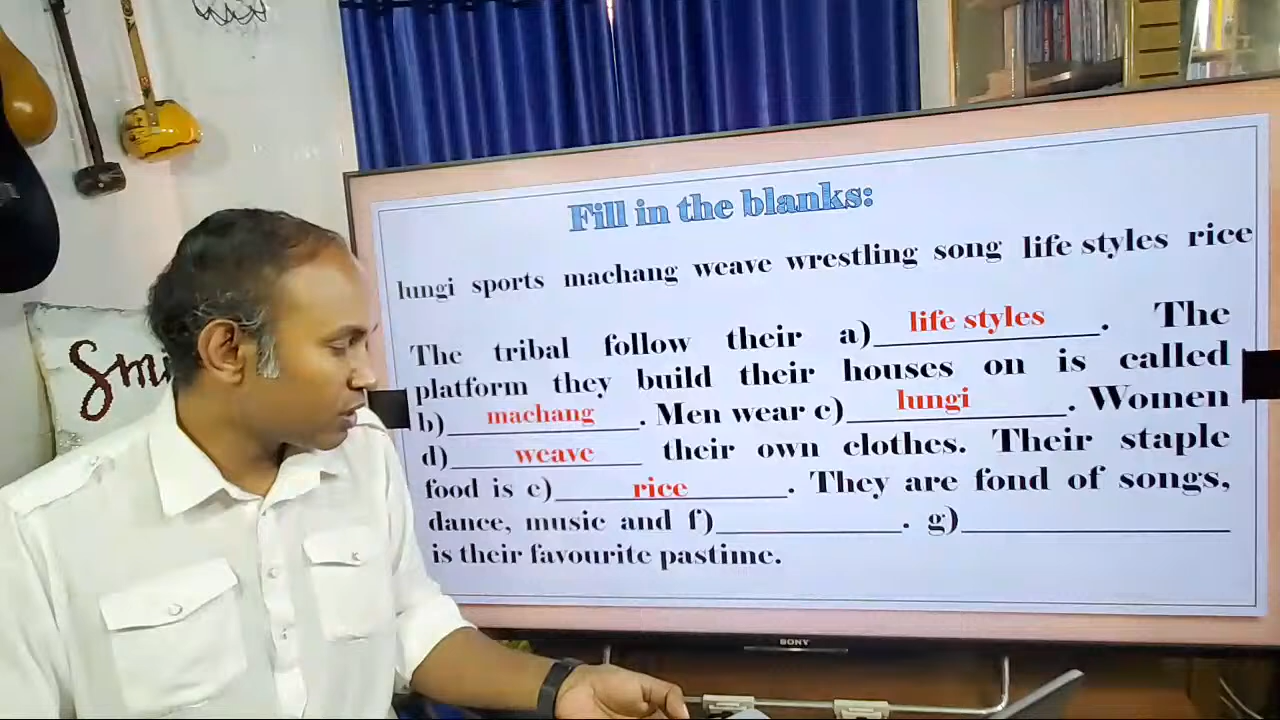 Fill in the blanks:
lungi sports machang weave wrestling song life styles rice
The tribal follow their a) life styles. The
platform they build their houses on is called
b) machang. Men wear c) lungi. Women
d) weave their own clothes. Their staple
food is e) rice. They are fond of songs,
dance, music and f)____________. g)________________
is their favourite pastime.
SONY